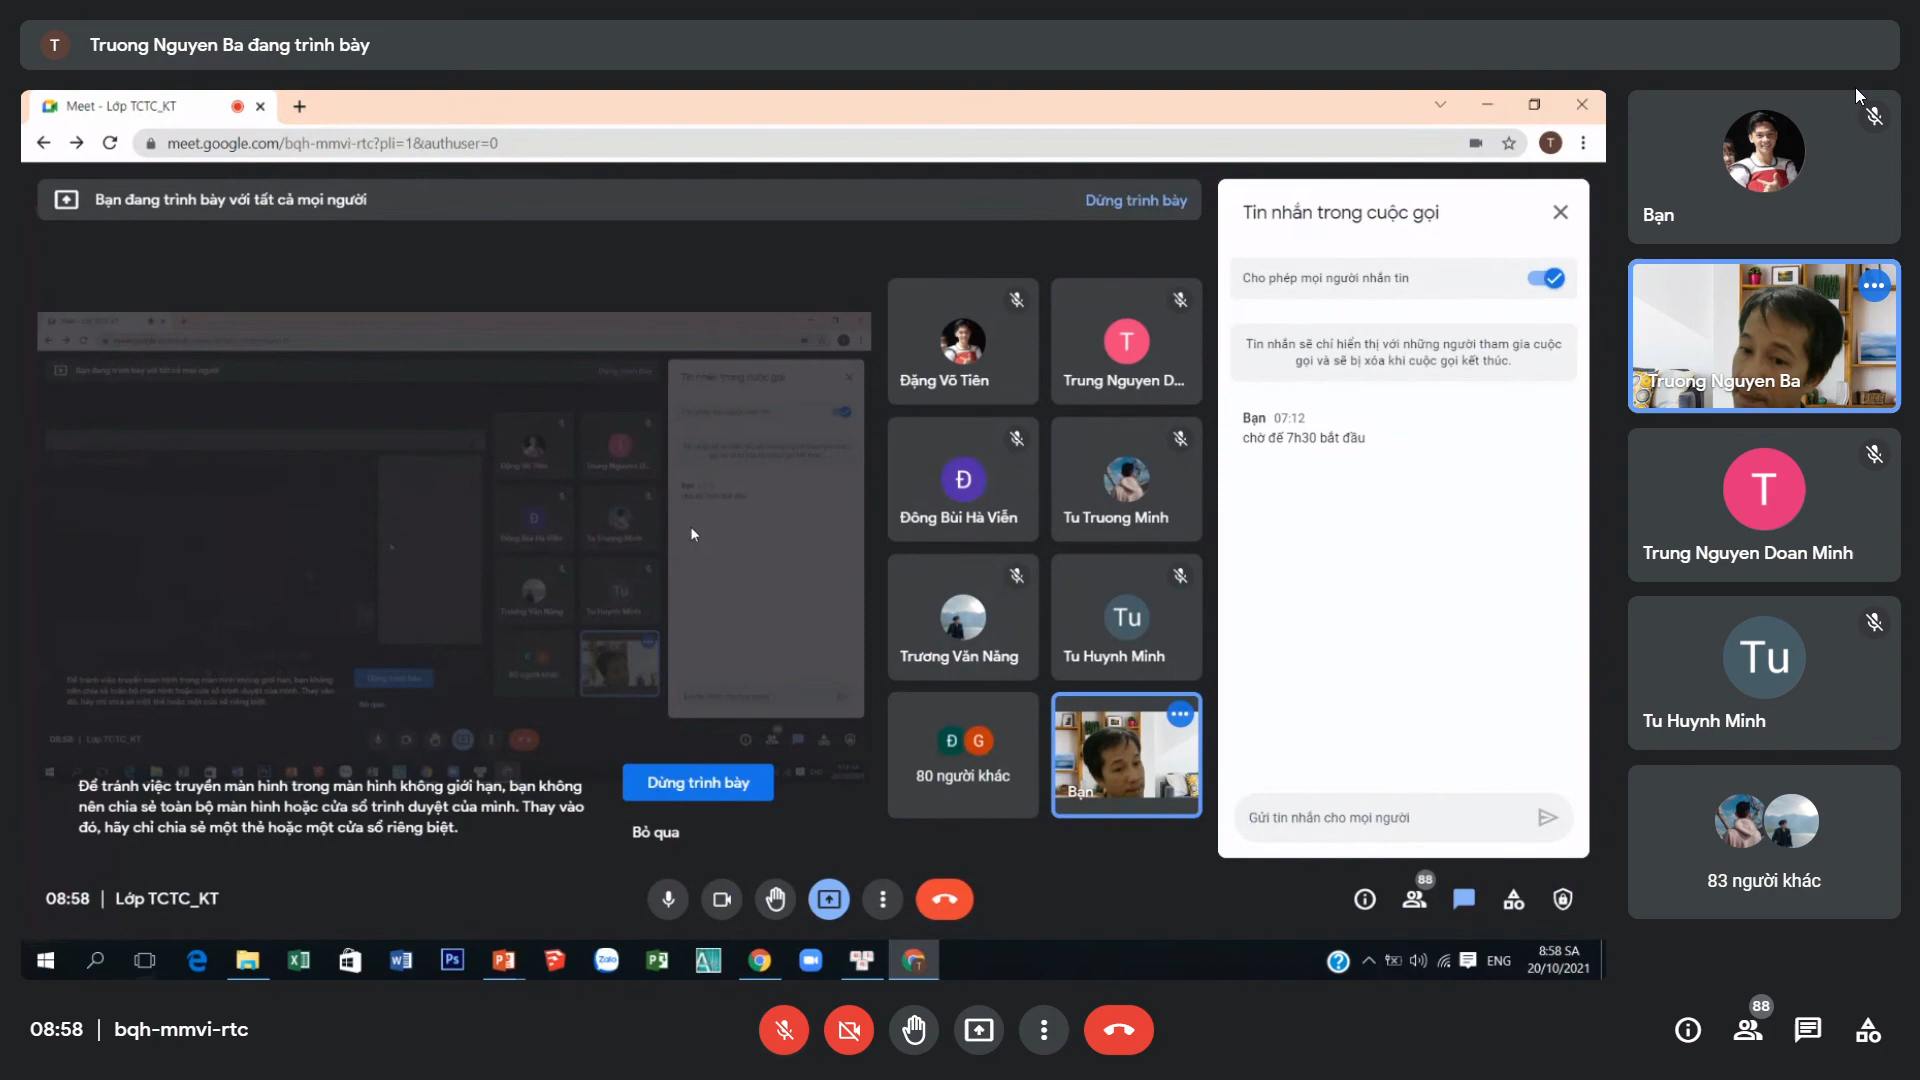 T
Truong Nguyen Ba đang trình bày
Meet - Lớp TCTC_KT
meet.google.com/bqh-mmvi-rtc?pli=1&authuser=0
T
Bạn đang trình bày với tất cả mọi người
Dừng trình bày
Tin nhắn trong cuộc gọi
Cho phép mọi người nhắn tin
Tin nhắn sẽ chỉ hiển thị với những người tham gia cuộc
gọi và sẽ bị xóa khi cuộc gọi kết thúc.
Bạn 07:12
chờ đế 7h30 bắt đầu
Gửi tin nhắn cho mọi người
Đặng Võ Tiên
T
Trung Nguyen D...
Đ
Đông Bùi Hà Viễn
Tu Truong Minh
Trương Văn Năng
Tu
Tu Huynh Minh
Đ G
80 người khác
Bạn
Để tránh việc truyền màn hình trong màn hình không giới hạn, bạn không
nên chia sẻ toàn bộ màn hình hoặc cửa sổ trình duyệt của mình. Thay vào
đó, hãy chỉ chia sẻ một thẻ hoặc một cửa sổ riêng biệt.
Dừng trình bày
Bỏ qua
08:58 | Lớp TCTC_KT
88
Ps
Zalo
ENG
8:58 SA
20/10/2021
Bạn
Truong Nguyen Ba
T
Trung Nguyen Doan Minh
Tu
Tu Huynh Minh
83 người khác
08:58 | bqh-mmvi-rtc
88